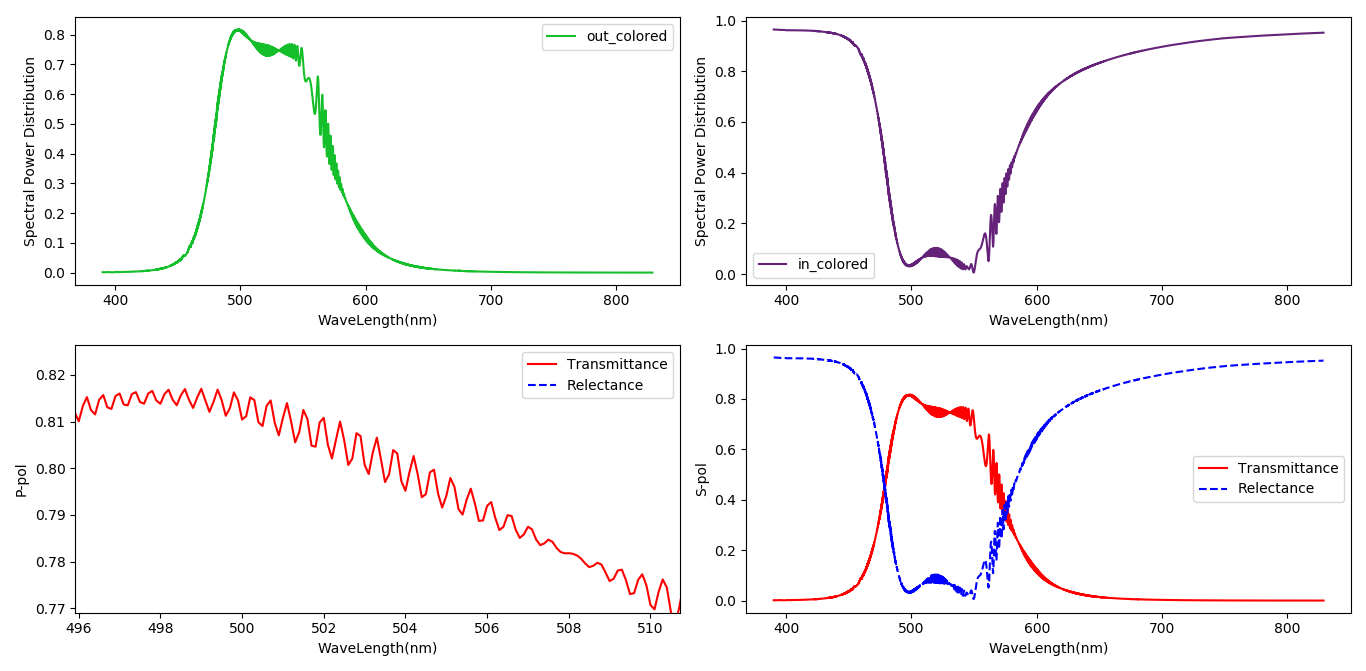 0.8
0.7
0.6
0.5
0.4
0.3
0.2
0.1
0.0
Spectral Power Distribution
out_colored
400 500 600 700 800
WaveLength(nm)
1.0
0.8
0.6
0.4
0.2
0.0
Spectral Power Distribution
in_colored
400 500 600 700 800
WaveLength(nm)
0.82
0.81
0.80
0.79
0.78
0.77
P-pol
Transmittance
Relectance
496 498 500 502 504 506 508 510
WaveLength(nm)
1.0
0.8
0.6
0.4
0.2
0.0
S-pol
Transmittance
Relectance
400 500 600 700 800
WaveLength(nm)